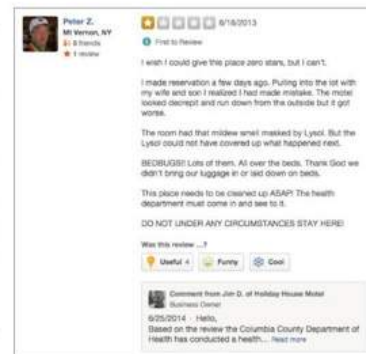 Peter Z.
Mt Vernon, NY
8 friends
1 review
6/18/2013
First to Review
I wish I could give this place zero stars, but I can't.
I made reservation a few days ago. Pulling into the lot with
my wife and son I realized I had made mistake. The motel
looked decrepit and run down from the outside but it got
worse.
The room had that mildew smell masked by Lysol. But the
Lysol could not have covered up what happened next.
BEDBUGS!! Lots of them. All over the beds. Thank God we
didn't bring our luggage in or laid down on beds.
This place needs to be cleaned up ASAP! The health
department must come in and see to it.
DO NOT UNDER ANY CIRCUMSTANCES STAY HERE!
Was this review ...?
Useful 4
Funny
Cool
Comment from Jim D. of Holiday House Motel
Business Owner
6/25/2014 · Hello,
Based on the review the Columbia County Department of
Health has conducted a health... Read more